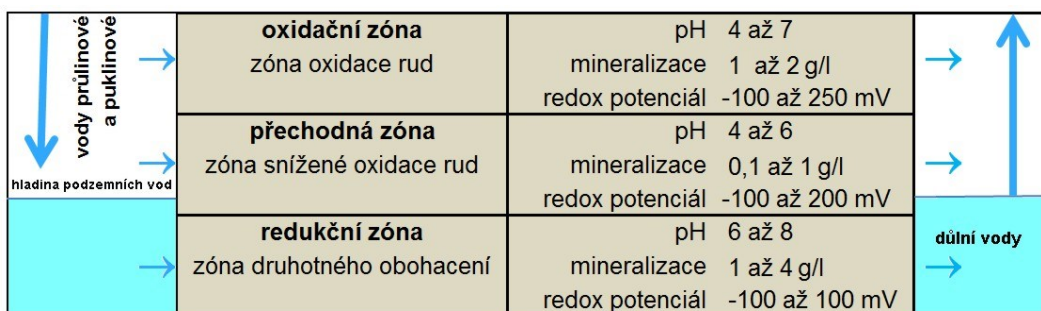 vody průlinové
a puklinové
hladina podzemních vod
oxidační zóna
zóna oxidace rud
pH 4 až 7
mineralizace 1 až 2 g/l
redox potenciál -100 až 250 mV
přechodná zóna
zóna snížené oxidace rud
pH 4 až 6
mineralizace 0,1 až 1 g/l
redox potenciál -100 až 200 mV
redukční zóna
zóna druhotného obohacení
pH 6 až 8
mineralizace 1 až 4 g/l
redox potenciál -100 až 100 mV
důlní vody